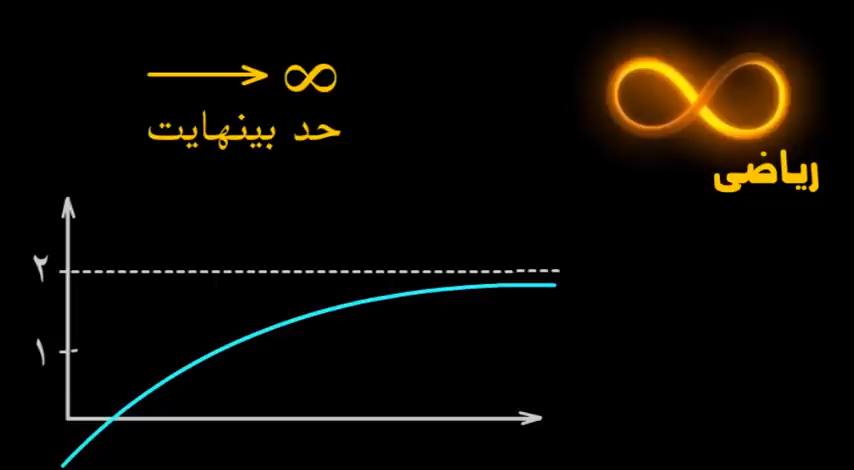 ⟶ ∞
حد بینهایت
ریاضی
۲
۱